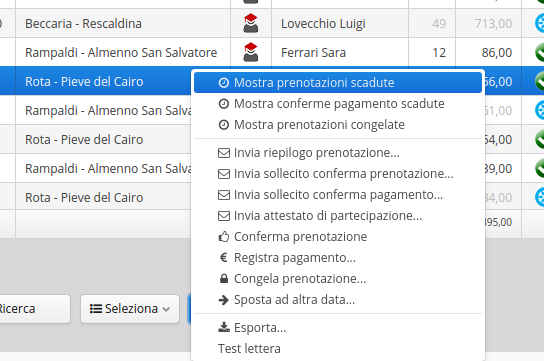 Beccaria - Rescaldina Lovecchio Luigi 49 713,00
Rampaldi - Almenno San Salvatore Ferrari Sara 12 86,00
Rota - Pieve del Cairo 56,00
Rampaldi - Almenno San Salva
Rota - Pieve del Cairo 64,00
Rampaldi - Almenno San Salva 39,00
Rota - Pieve del Cairo 34,00
395,00
Mostra prenotazioni scadute
Mostra conferme pagamento scadute
Mostra prenotazioni congelate
Invia riepilogo prenotazione...
Invia sollecito conferma prenotazione...
Invia sollecito conferma pagamento...
Invia attestato di partecipazione...
Conferma prenotazione
€ Registra pagamento...
Congela prenotazione...
Sposta ad altra data...
Esporta...
Test lettera
Ricerca
Seleziona